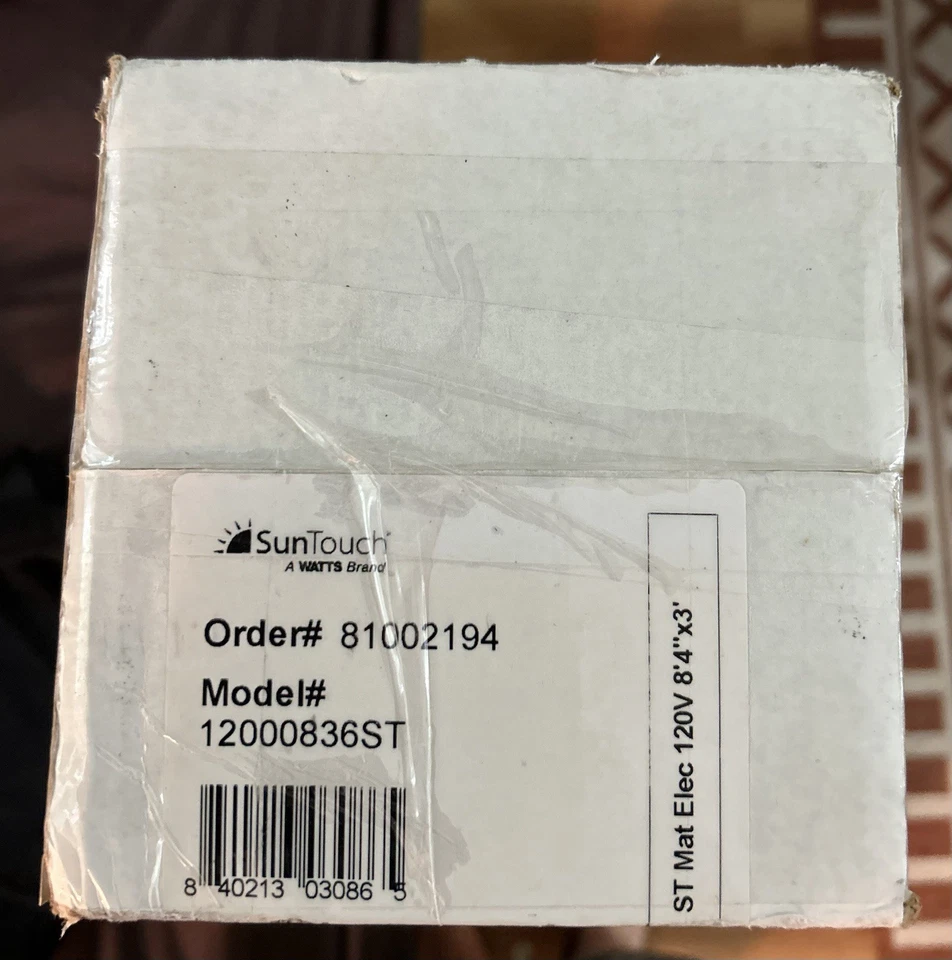 SunTouch
A WATTS Brand
Order# 81002194
Model#
12000836ST
8 40213 03086 5
ST Mat Elec 120V 8'4"x3'